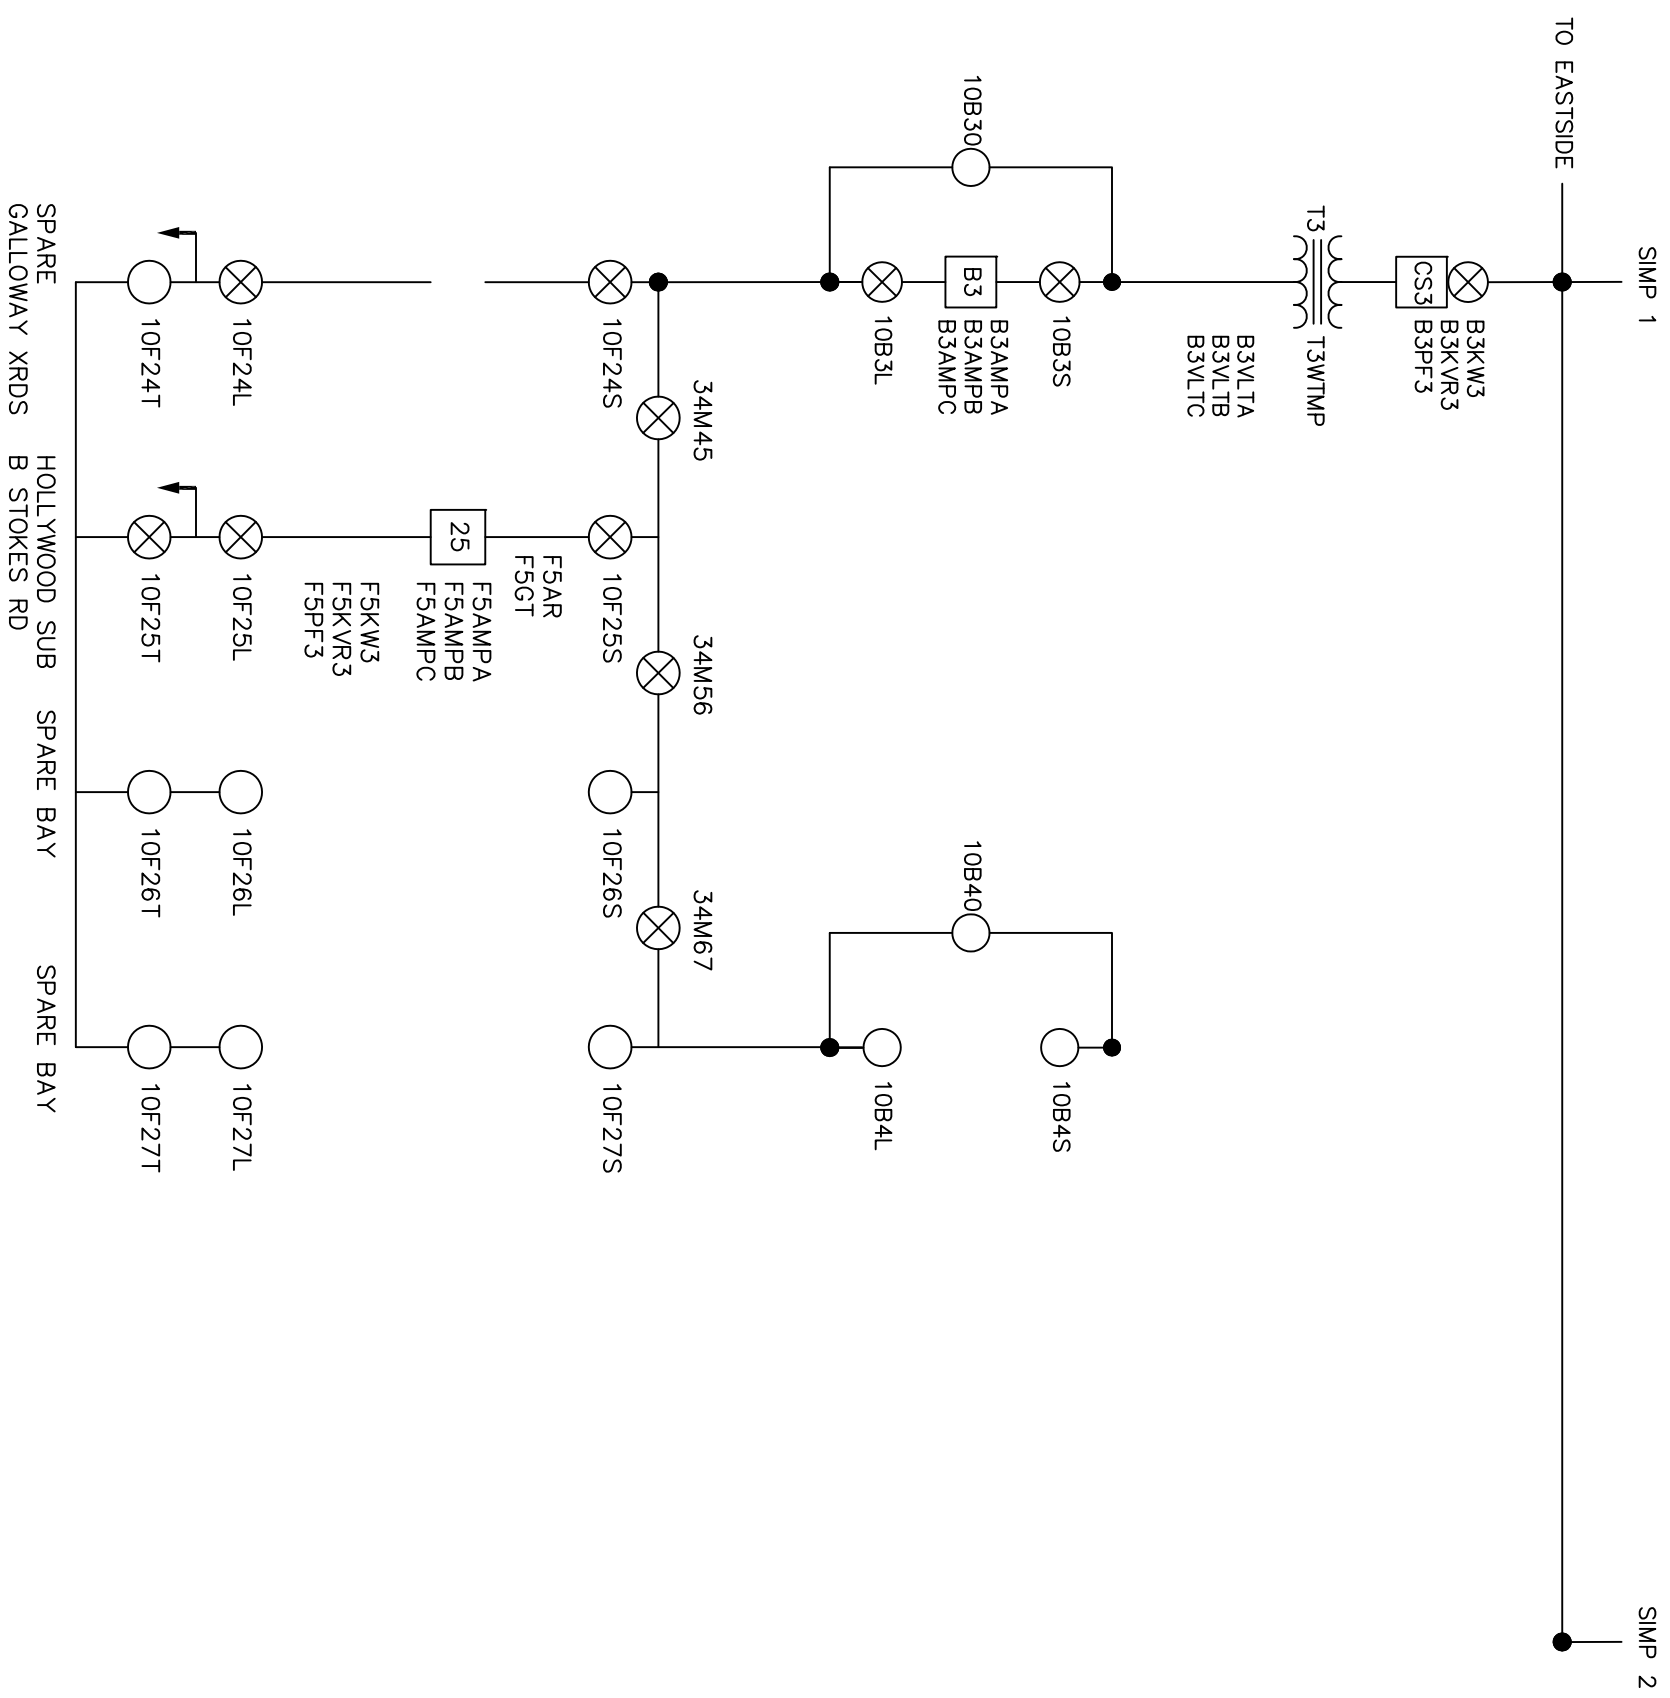 SIMP 1
SIMP 2
TO EASTSIDE
B3KW3
B3KVR3
B3PF3
CS3
T3
T3WTMP
B3VLTA
B3VLTB
B3VLTC
10B3S
10B4S
10B30
B3
B3AMPA
B3AMPB
B3AMPC
10B40
10B3L
10B4L
34M45
34M56
34M67
10F24S
10F25S
10F26S
10F27S
F5AR
F5GT
25
F5AMPA
F5AMPB
F5AMPC
F5KW3
F5KVR3
F5PF3
10F24L
10F25L
10F26L
10F27L
10F24T
10F25T
10F26T
10F27T
SPARE
GALLOWAY XRDS
HOLLYWOOD SUB
B STOKES RD
SPARE BAY
SPARE BAY